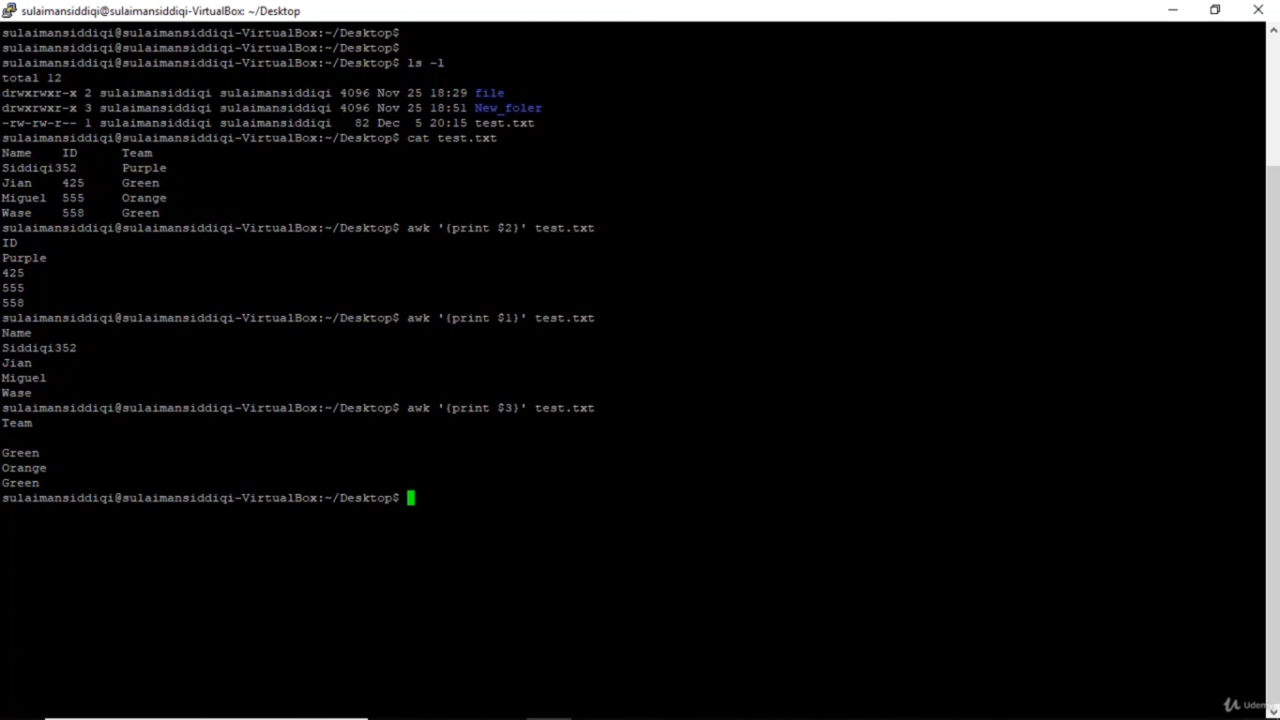 sulaimansiddiqi@sulaimansiddiqi-VirtualBox: ~/Desktop
sulaimansiddiqi@sulaimansiddiqi-VirtualBox:~/Desktop$
sulaimansiddiqi@sulaimansiddiqi-VirtualBox:~/Desktop$
sulaimansiddiqi@sulaimansiddiqi-VirtualBox:~/Desktop$ ls -l
total 12
drwxrwxr-x 2 sulaimansiddiqi sulaimansiddiqi 4096 Nov 25 18:29 file
drwxrwxr-x 3 sulaimansiddiqi sulaimansiddiqi 4096 Nov 25 18:51 New_foler
-rw-rw-r-- 1 sulaimansiddiqi sulaimansiddiqi   82 Dec  5 20:15 test.txt
sulaimansiddiqi@sulaimansiddiqi-VirtualBox:~/Desktop$ cat test.txt
Name    ID      Team
Siddiqi352      Purple
Jian    425     Green
Miguel  555     Orange
Wase    558     Green
sulaimansiddiqi@sulaimansiddiqi-VirtualBox:~/Desktop$ awk '{print $2}' test.txt
ID
Purple
425
555
558
sulaimansiddiqi@sulaimansiddiqi-VirtualBox:~/Desktop$ awk '{print $1}' test.txt
Name
Siddiqi352
Jian
Miguel
Wase
sulaimansiddiqi@sulaimansiddiqi-VirtualBox:~/Desktop$ awk '{print $3}' test.txt
Team

Green
Orange
Green
sulaimansiddiqi@sulaimansiddiqi-VirtualBox:~/Desktop$